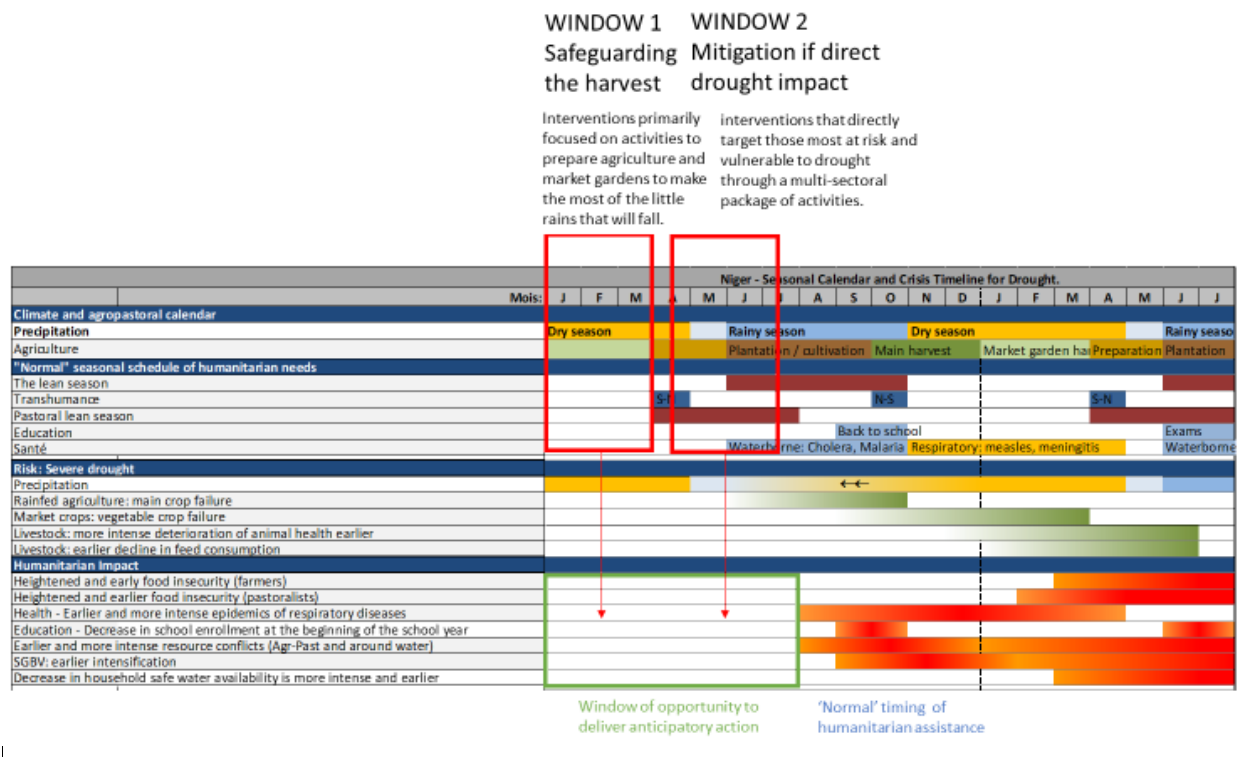 WINDOW 1
Safeguarding
the harvest
WINDOW 2
Mitigation if direct
drought impact
Interventions primarily
focused on activities to
prepare agriculture and
market gardens to make
the most of the little
rains that will fall.
interventions that directly
target those most at risk and
vulnerable to drought
through a multi-sectoral
package of activities.
Niger - Seasonal Calendar and Crisis Timeline for Drought.
Mois: J F M A M J J A S O N D J F M A M J J
Climate and agropastoral calendar
Precipitation Dry season Rainy season Dry season Rainy seaso
Agriculture Plantation / cultivation Main harvest Market garden har Preparation Plantation
"Normal" seasonal schedule of humanitarian needs
The lean season
Transhumance S-N N-S S-N
Pastoral lean season
Education Back to school Exams
Santé Waterborne: Cholera, Malaria Respiratory: measles, meningitis Waterborne
Risk: Severe drought
Precipitation
Rainfed agriculture: main crop failure
Market crops: vegetable crop failure
Livestock: more intense deterioration of animal health earlier
Livestock: earlier decline in feed consumption
Humanitarian Impact
Heightened and early food insecurity (farmers)
Heightened and earlier food insecurity (pastoralists)
Health - Earlier and more intense epidemics of respiratory diseases
Education - Decrease in school enrollment at the beginning of the school year
Earlier and more intense resource conflicts (Agr-Past and around water)
SGBV: earlier intensification
Decrease in household safe water availability is more intense and earlier
Window of opportunity to
deliver anticipatory action
‘Normal’ timing of
humanitarian assistance